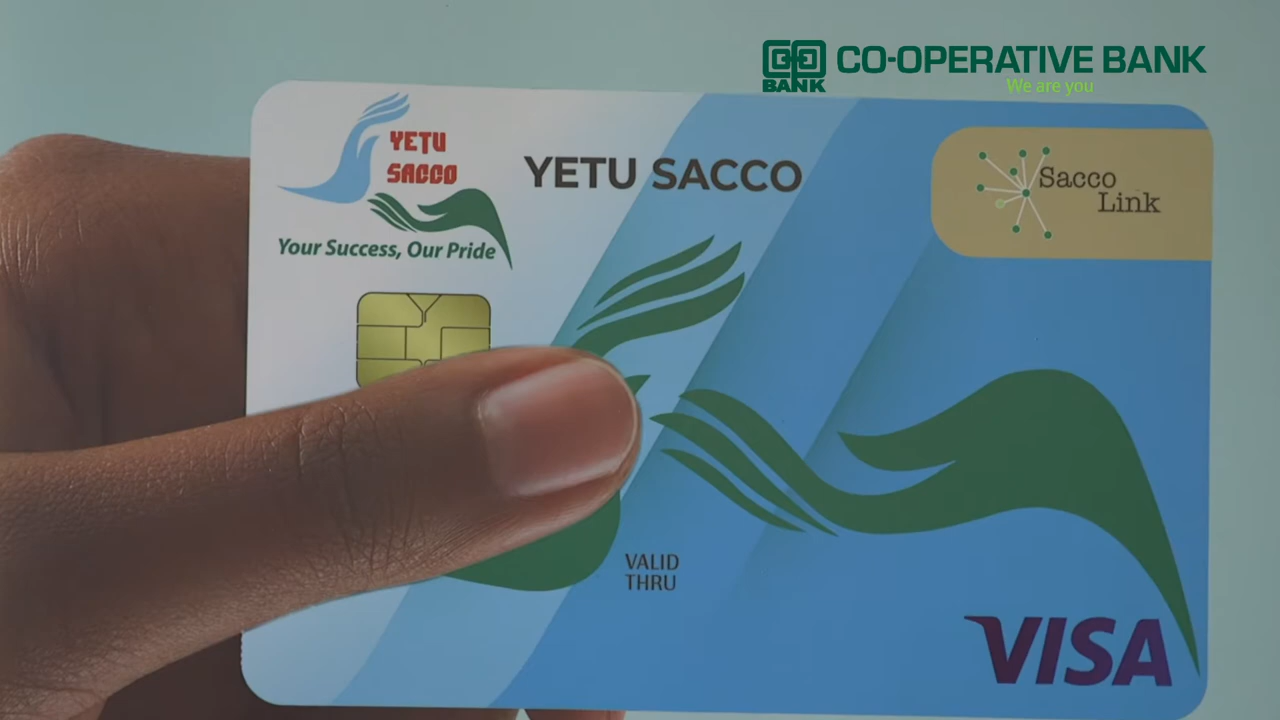 BANK
CO-OPERATIVE BANK
We are you
YETU
SACCO
Your Success, Our Pride
YETU SACCO
Sacco
Link
VALID
THRU
VISA